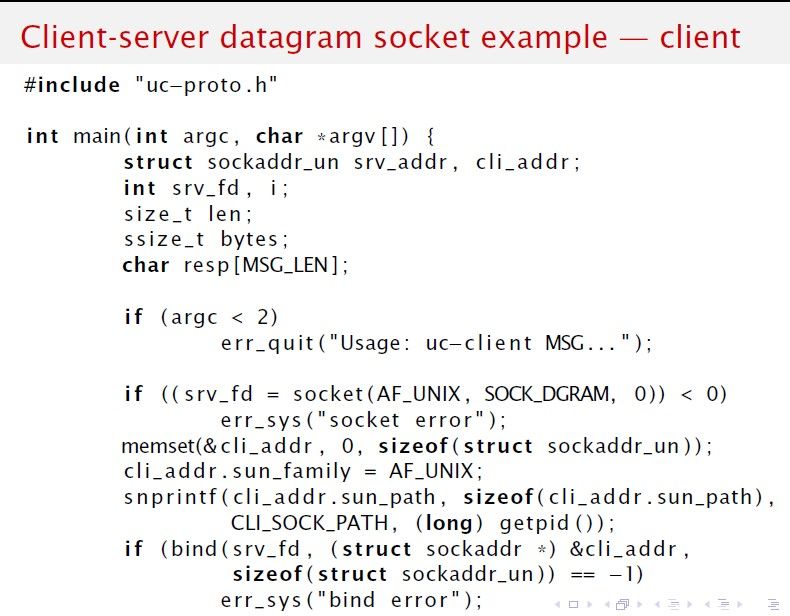 Client-server datagram socket example — client
#include "uc-proto.h"
int main(int argc, char *argv[]) {
struct sockaddr_un srv_addr, cli_addr;
int srv_fd, i;
size_t len;
ssize_t bytes;
char resp[MSG_LEN];
if (argc < 2)
err_quit("Usage: uc-client MSG...");
if ((srv_fd = socket(AF_UNIX, SOCK_DGRAM, 0)) < 0)
err_sys("socket error");
memset(&cli_addr, 0, sizeof(struct sockaddr_un));
cli_addr.sun_family = AF_UNIX;
snprintf(cli_addr.sun_path, sizeof(cli_addr.sun_path),
CLI_SOCK_PATH, (long) getpid());
if (bind(srv_fd, (struct sockaddr *) &cli_addr,
sizeof(struct sockaddr_un)) == -1)
err_sys("bind error");